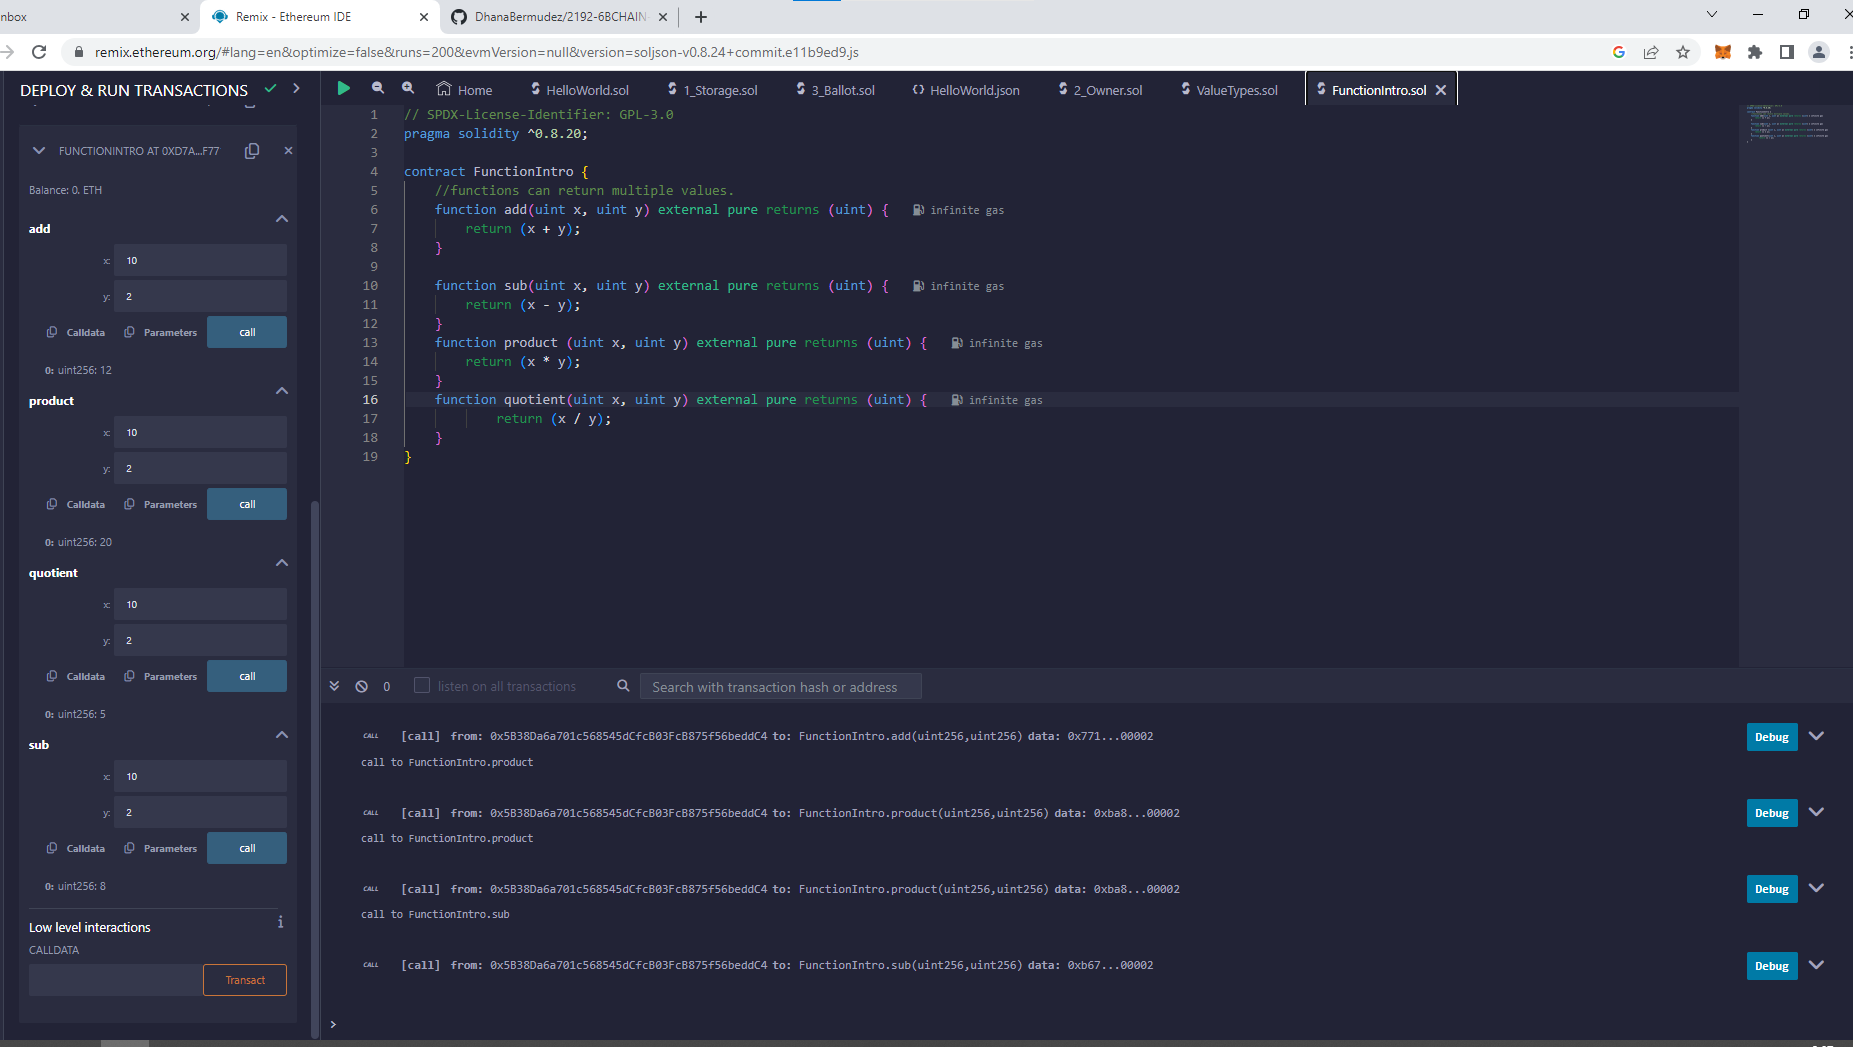 nbox
Remix - Ethereum IDE
DhanaBermudez/2192-6BCHAIN
remix.ethereum.org/#lang=en&optimize=false&runs=200&evmVersion=null&version=soljson-v0.8.24+commit.e11b9ed9.js
DEPLOY & RUN TRANSACTIONS
FUNCTIONINTRO AT 0XD7A...F77
Balance: 0. ETH
add
x: 10
y: 2
Calldata Parameters call
0: uint256: 12
product
x: 10
y: 2
Calldata Parameters call
0: uint256: 20
quotient
x: 10
y: 2
Calldata Parameters call
0: uint256: 5
sub
x: 10
y: 2
Calldata Parameters call
0: uint256: 8
Low level interactions i
CALLDATA
Transact
Home HelloWorld.sol 1_Storage.sol 3_Ballot.sol HelloWorld.json 2_Owner.sol ValueTypes.sol FunctionIntro.sol
1 // SPDX-License-Identifier: GPL-3.0
2 pragma solidity ^0.8.20;
3
4 contract FunctionIntro {
5 //functions can return multiple values.
6 function add(uint x, uint y) external pure returns (uint) { infinite gas
7 return (x + y);
8 }
9
10 function sub(uint x, uint y) external pure returns (uint) { infinite gas
11 return (x - y);
12 }
13 function product (uint x, uint y) external pure returns (uint) { infinite gas
14 return (x * y);
15 }
16 function quotient(uint x, uint y) external pure returns (uint) { infinite gas
17 return (x / y);
18 }
19 }
0 listen on all transactions Search with transaction hash or address
CALL [call] from: 0x5B38Da6a701c568545dCfcB03FcB875f56beddC4 to: FunctionIntro.add(uint256,uint256) data: 0x771...00002 Debug
call to FunctionIntro.product
CALL [call] from: 0x5B38Da6a701c568545dCfcB03FcB875f56beddC4 to: FunctionIntro.product(uint256,uint256) data: 0xba8...00002 Debug
call to FunctionIntro.product
CALL [call] from: 0x5B38Da6a701c568545dCfcB03FcB875f56beddC4 to: FunctionIntro.product(uint256,uint256) data: 0xba8...00002 Debug
call to FunctionIntro.sub
CALL [call] from: 0x5B38Da6a701c568545dCfcB03FcB875f56beddC4 to: FunctionIntro.sub(uint256,uint256) data: 0xb67...00002 Debug
>